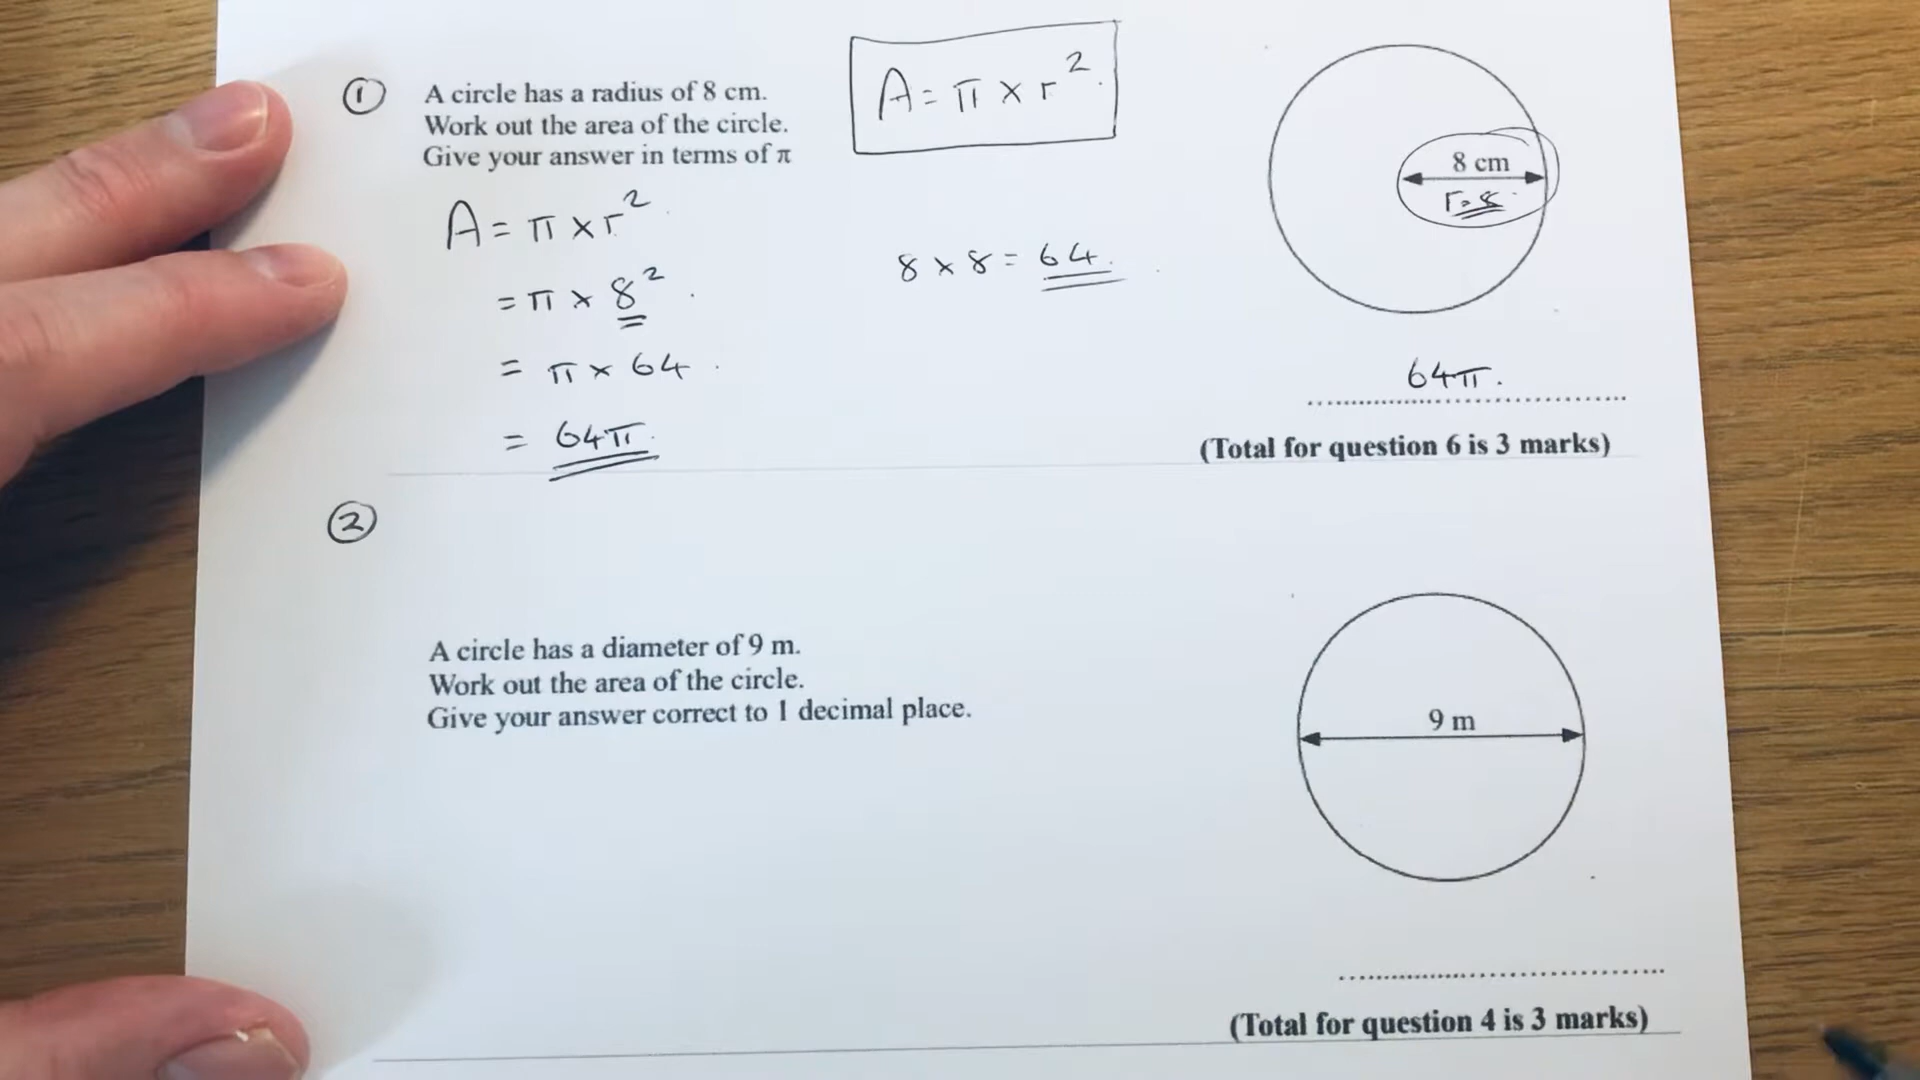 ① A circle has a radius of 8 cm.
Work out the area of the circle.
Give your answer in terms of π
A = π × r²
A = π × r²
= π × 8²
= π × 64
= 64π
8 × 8 = 64
8 cm
r = 8
64π.
(Total for question 6 is 3 marks)
②
A circle has a diameter of 9 m.
Work out the area of the circle.
Give your answer correct to 1 decimal place.
9 m
(Total for question 4 is 3 marks)